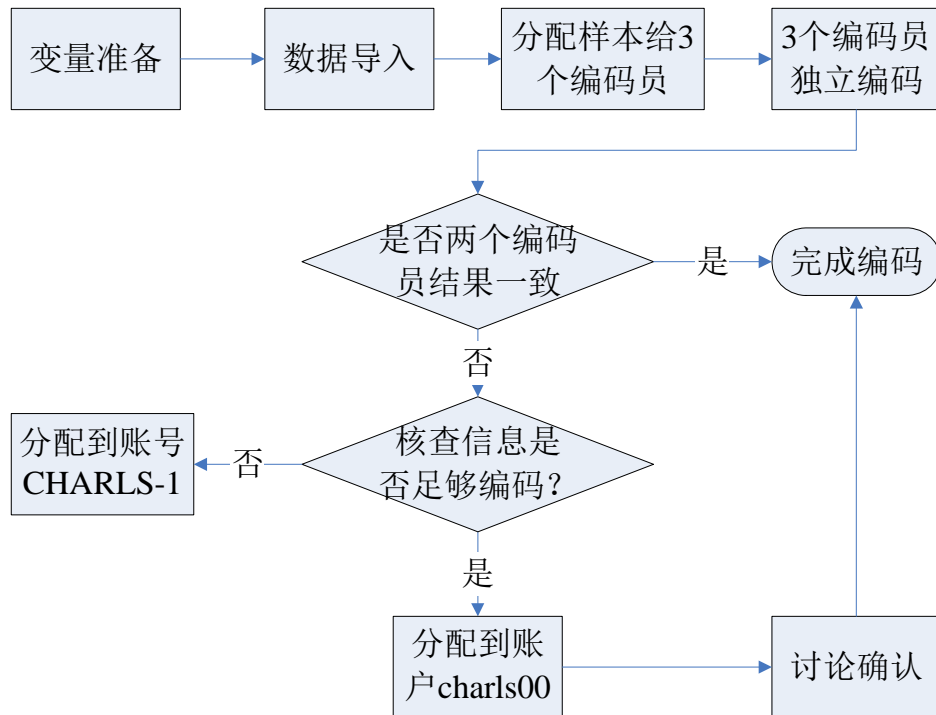 变量准备
数据导入
分配样本给3
个编码员
3个编码员
独立编码
是否两个编码
员结果一致
是
完成编码
否
核查信息是
否足够编码？
否
分配到账号
CHARLS-1
是
分配到账
户charls00
讨论确认